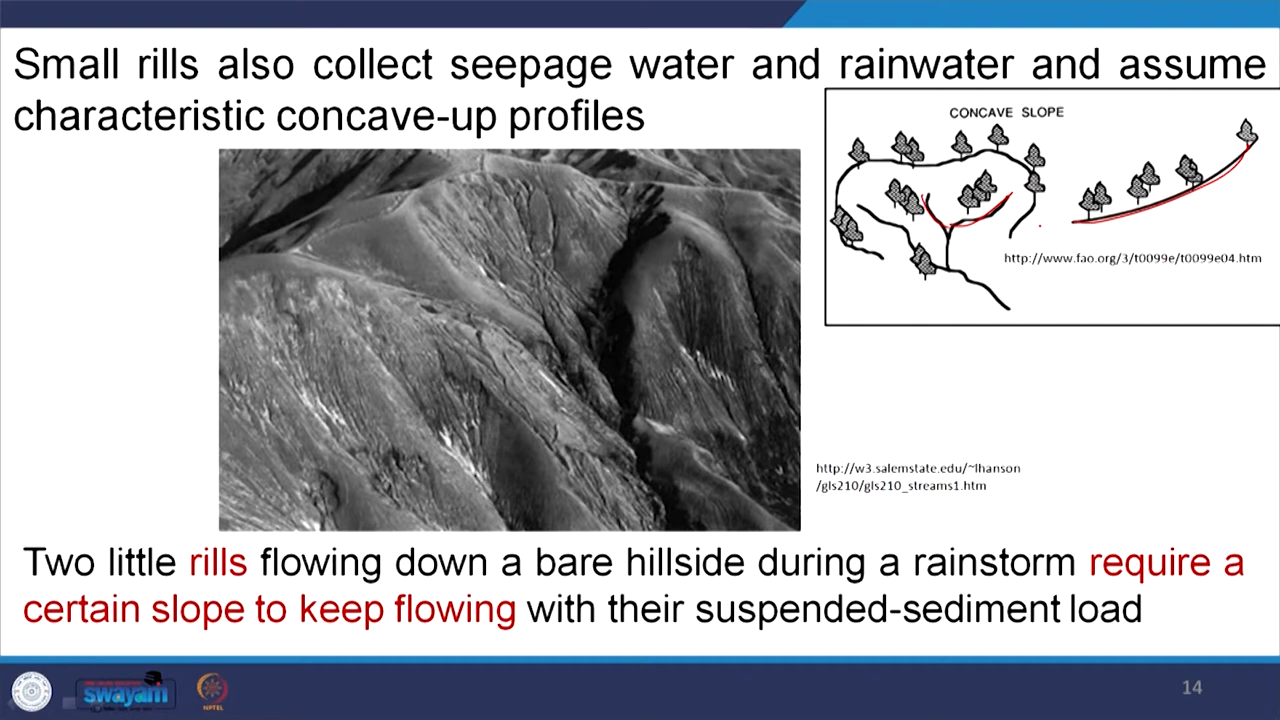 Small rills also collect seepage water and rainwater and assume
characteristic concave-up profiles
CONCAVE SLOPE
http://www.fao.org/3/t0099e/t0099e04.htm
http://w3.salemstate.edu/~lhanson
/gls210/gls210_streams1.htm
Two little rills flowing down a bare hillside during a rainstorm require a
certain slope to keep flowing with their suspended-sediment load
swayam
NPTEL
14